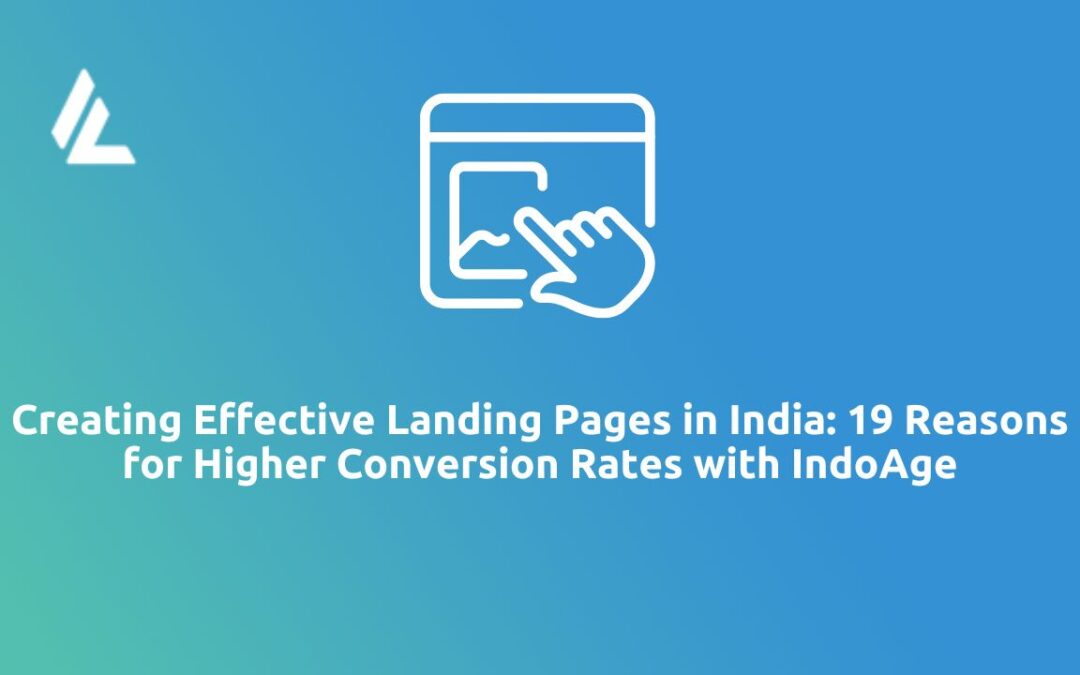 Creating Effective Landing Pages in India: 19 Reasons
for Higher Conversion Rates with IndoAge